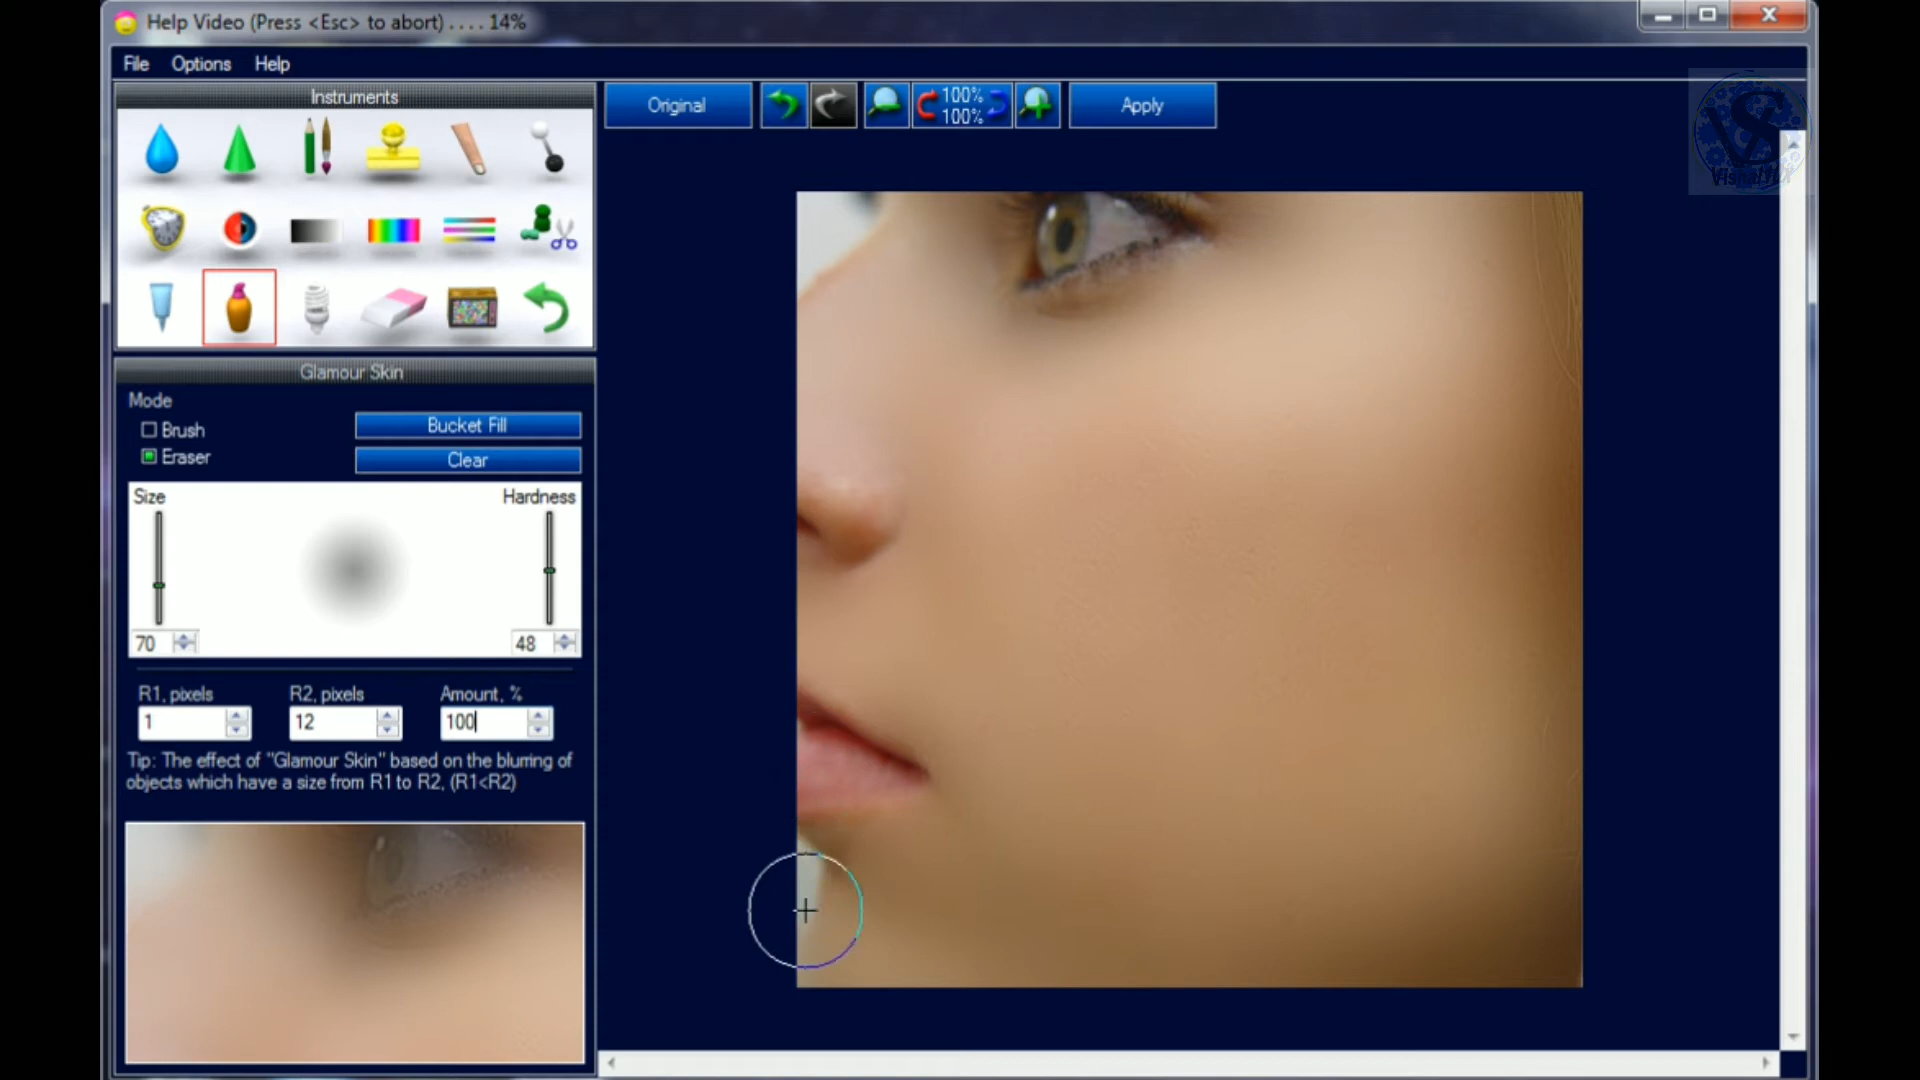 Help Video (Press <Esc> to abort) . . . . 14%
File Options Help
Instruments
Original
100%
100%
Apply
Glamour Skin
Mode
Brush
Eraser
Bucket Fill
Clear
Size
Hardness
70
48
R1, pixels
R2, pixels
Amount, %
1
12
100
Tip: The effect of "Glamour Skin" based on the blurring of
objects which have a size from R1 to R2, (R1<R2)
VS